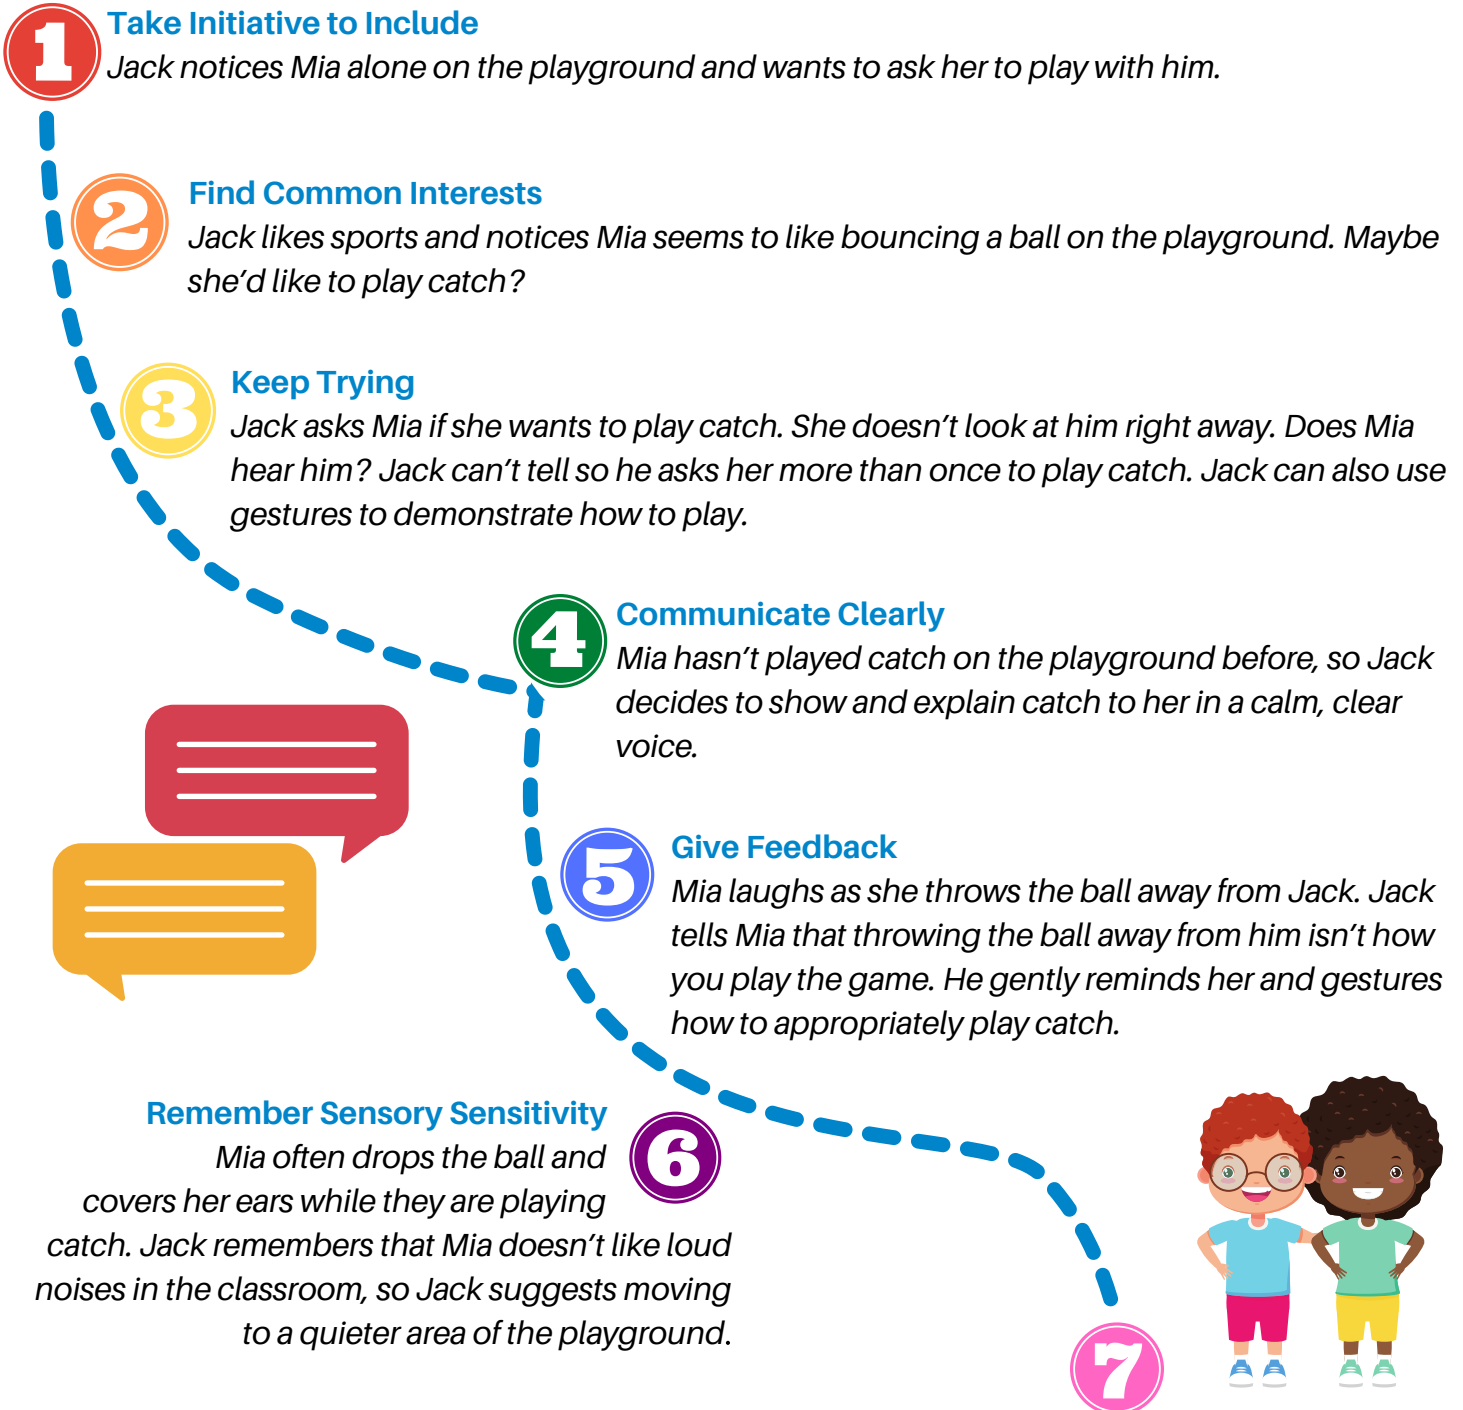 1
Take Initiative to Include
Jack notices Mia alone on the playground and wants to ask her to play with him.
2
Find Common Interests
Jack likes sports and notices Mia seems to like bouncing a ball on the playground. Maybe
she’d like to play catch?
3
Keep Trying
Jack asks Mia if she wants to play catch. She doesn’t look at him right away. Does Mia
hear him? Jack can’t tell so he asks her more than once to play catch. Jack can also use
gestures to demonstrate how to play.
4
Communicate Clearly
Mia hasn’t played catch on the playground before, so Jack
decides to show and explain catch to her in a calm, clear
voice.
5
Give Feedback
Mia laughs as she throws the ball away from Jack. Jack
tells Mia that throwing the ball away from him isn’t how
you play the game. He gently reminds her and gestures
how to appropriately play catch.
Remember Sensory Sensitivity
6
Mia often drops the ball and
covers her ears while they are playing
catch. Jack remembers that Mia doesn’t like loud
noises in the classroom, so Jack suggests moving
to a quieter area of the playground.
7